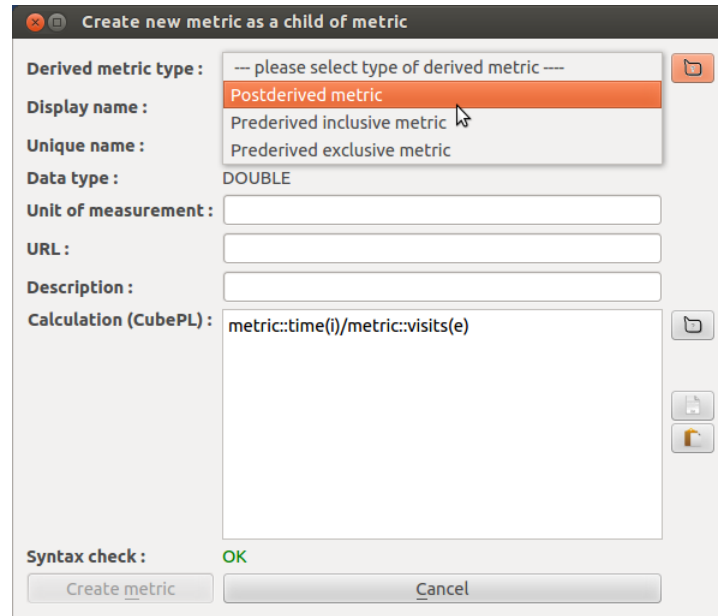 Create new metric as a child of metric
Derived metric type :
--- please select type of derived metric ----
Postderived metric
Prederived inclusive metric
Prederived exclusive metric
Display name :
Unique name :
Data type :
DOUBLE
Unit of measurement :
URL :
Description :
Calculation (CubePL) :
metric::time(i)/metric::visits(e)
Syntax check :
OK
Create metric
Cancel